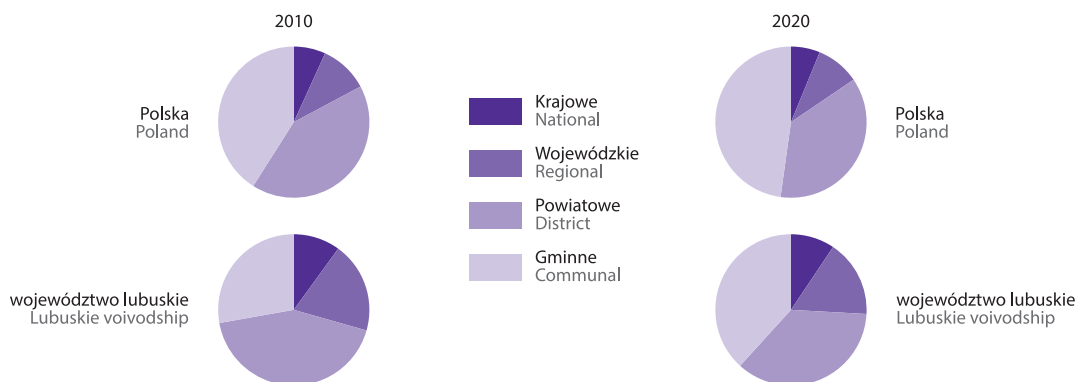 2010
2020
Polska
Poland
Krajowe
National
Wojewódzkie
Regional
Powiatowe
District
Gminne
Communal
Polska
Poland
województwo lubuskie
Lubuskie voivodship
województwo lubuskie
Lubuskie voivodship